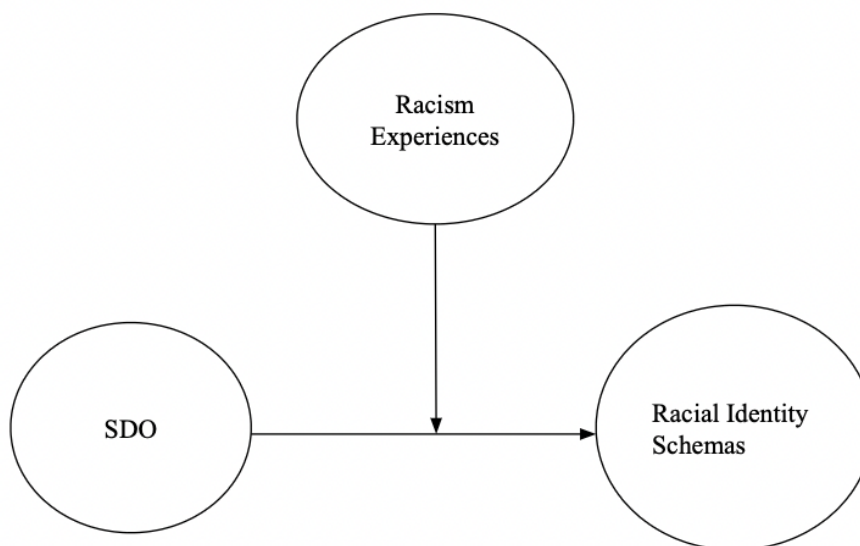 Racism
Experiences
SDO
Racial Identity
Schemas